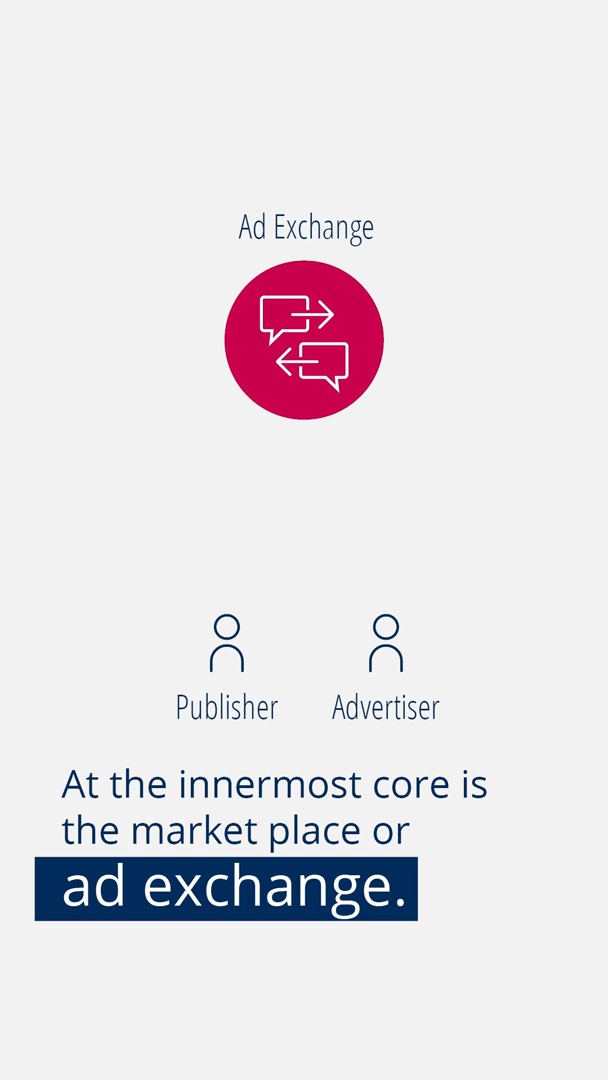 Ad Exchange
Publisher
Advertiser
At the innermost core is
the market place or
ad exchange.